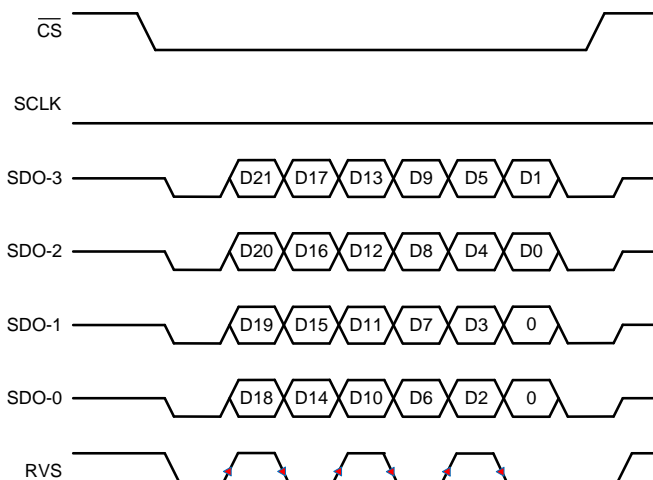 CS
SCLK
SDO-3 D21 D17 D13 D9 D5 D1
SDO-2 D20 D16 D12 D8 D4 D0
SDO-1 D19 D15 D11 D7 D3 0
SDO-0 D18 D14 D10 D6 D2 0
RVS